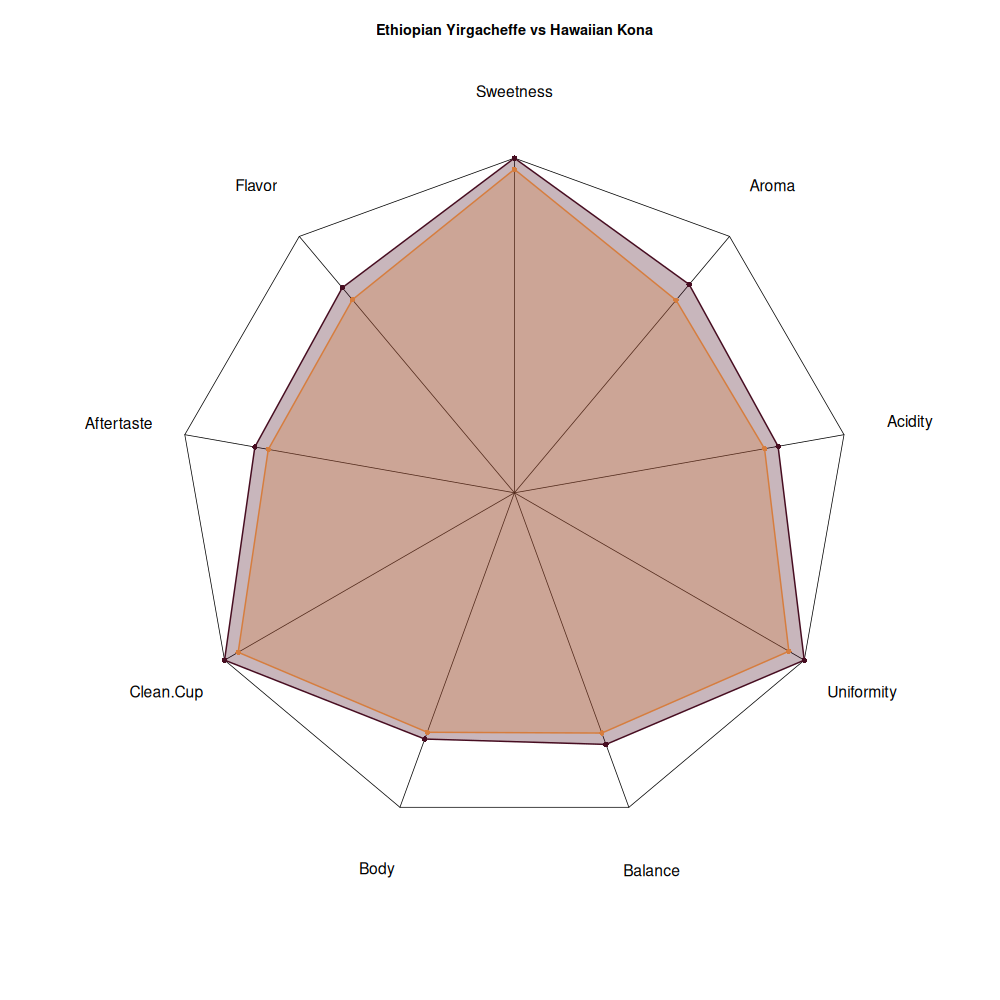 Ethiopian Yirgacheffe vs Hawaiian Kona
Sweetness
Flavor
Aroma
Aftertaste
Acidity
Clean.Cup
Uniformity
Body
Balance